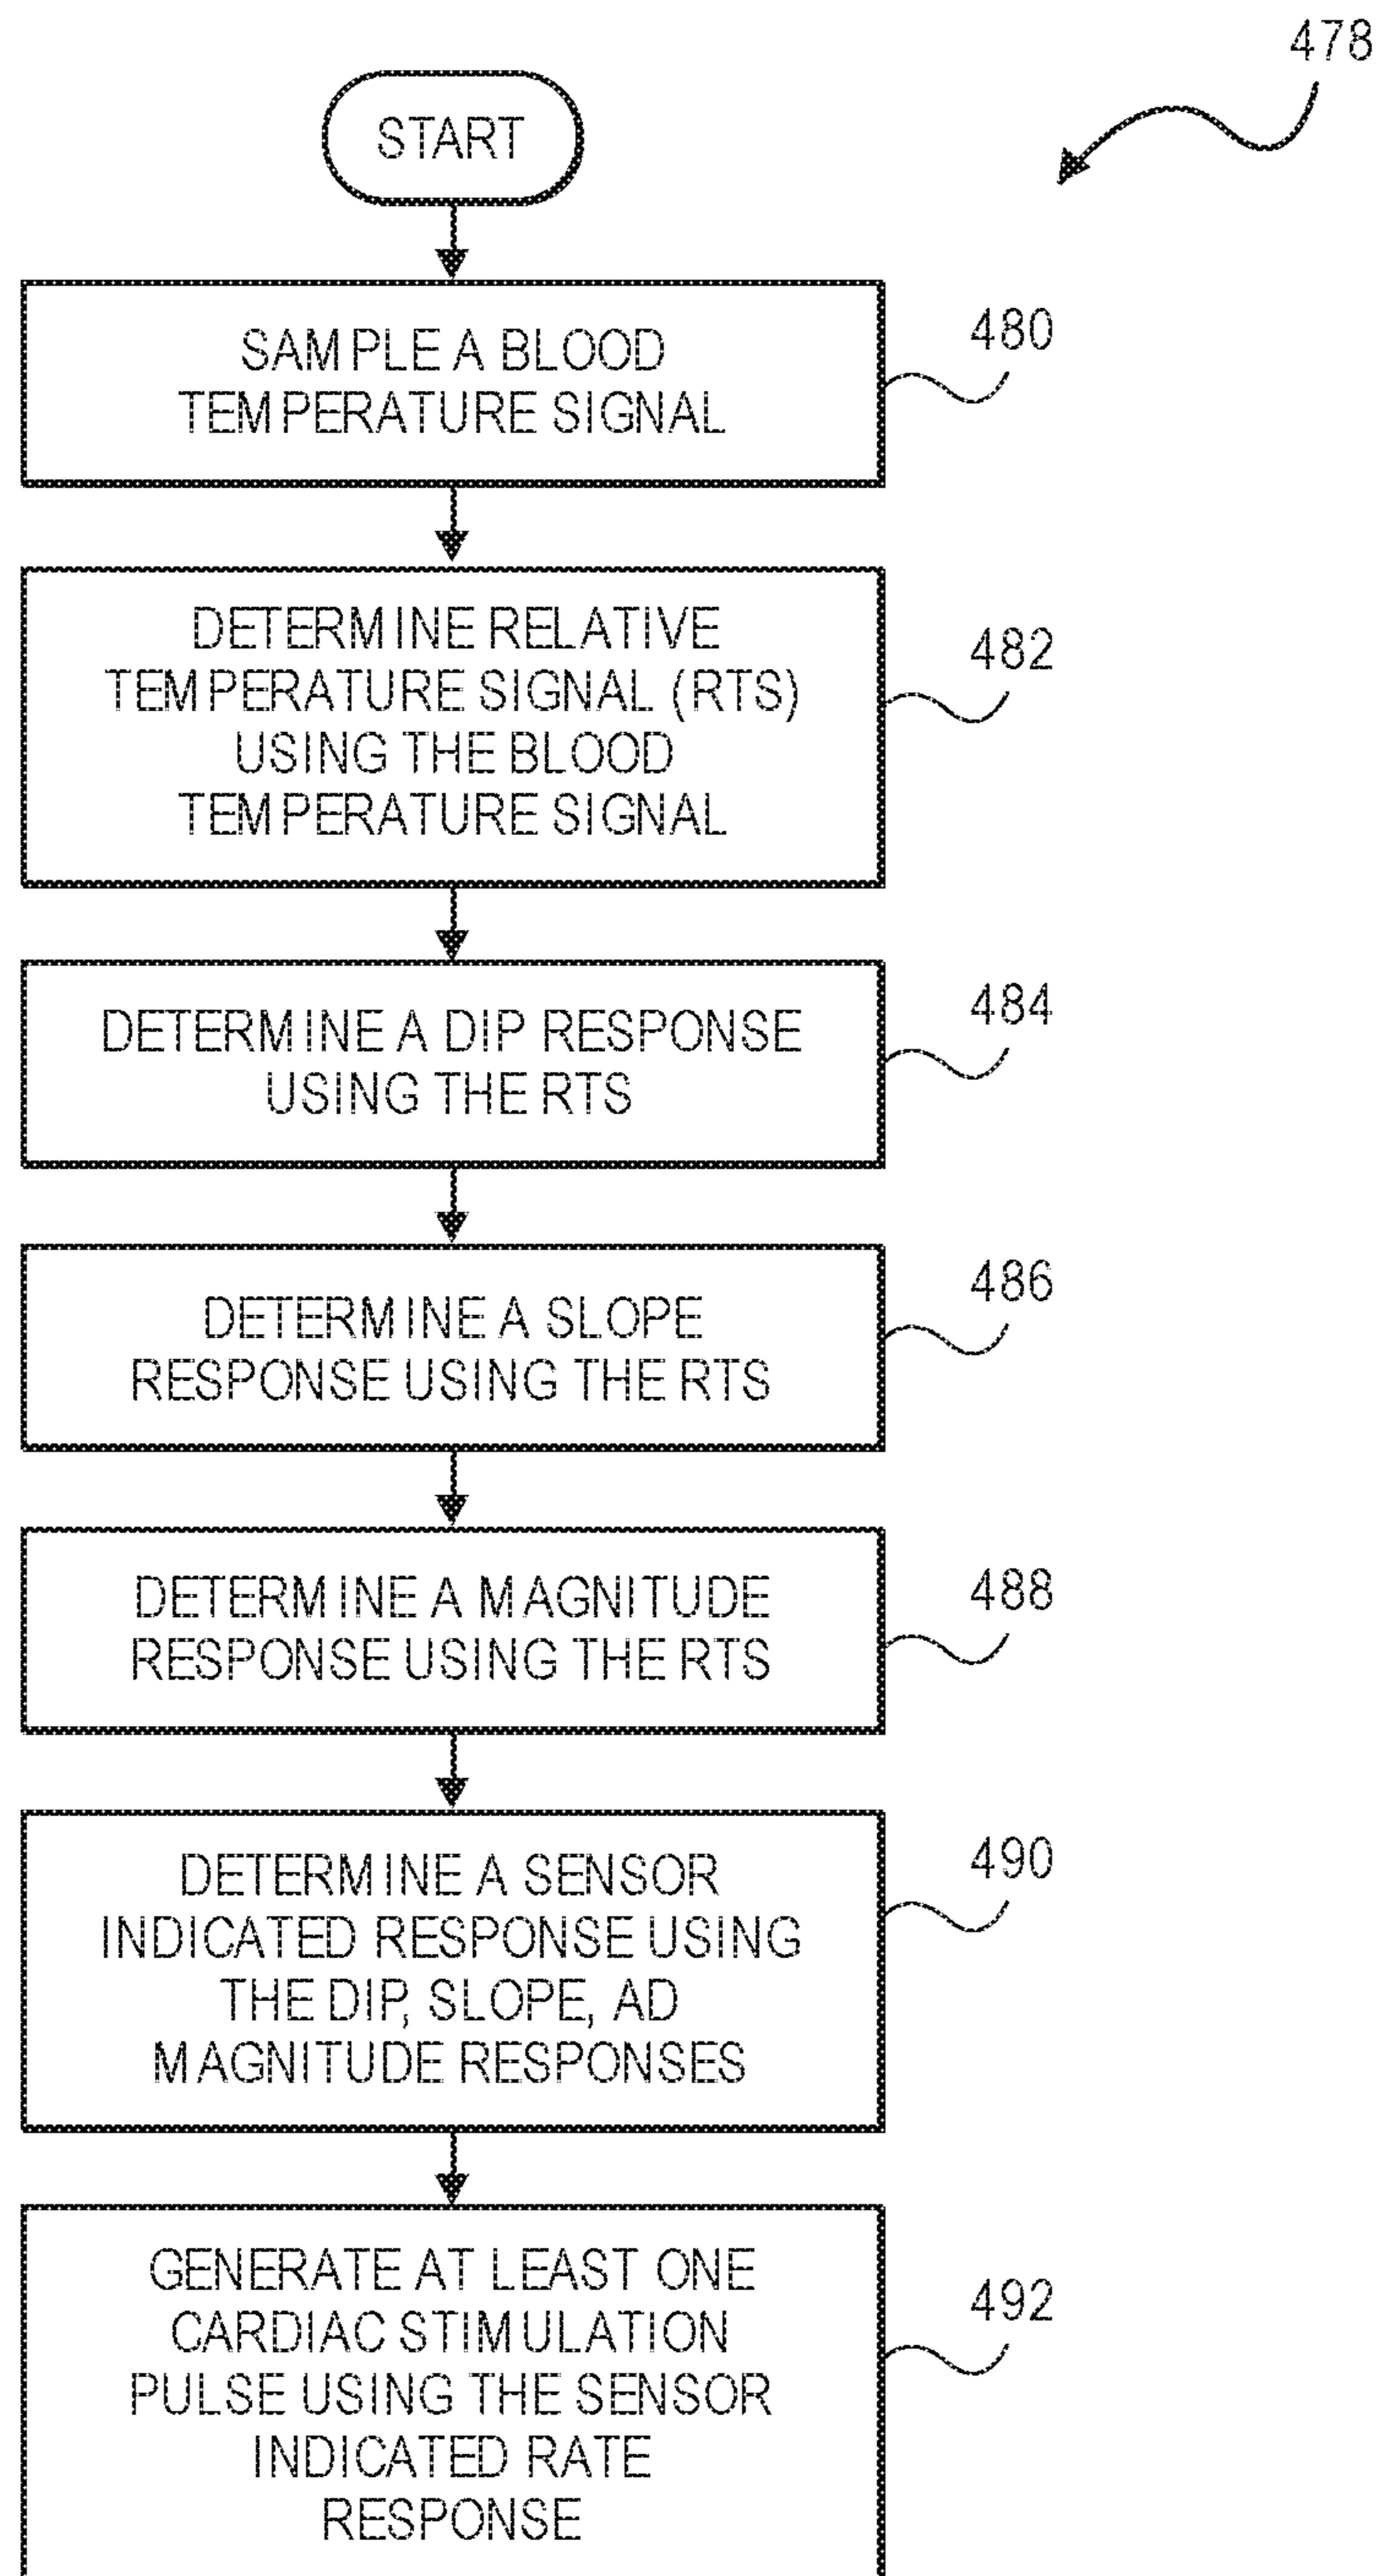 478
START
SAMPLE A BLOOD
TEMPERATURE SIGNAL
480
DETERMINE RELATIVE
TEMPERATURE SIGNAL (RTS)
USING THE BLOOD
TEMPERATURE SIGNAL
482
DETERMINE A DIP RESPONSE
USING THE RTS
484
DETERMINE A SLOPE
RESPONSE USING THE RTS
486
DETERMINE A MAGNITUDE
RESPONSE USING THE RTS
488
DETERMINE A SENSOR
INDICATED RESPONSE USING
THE DIP, SLOPE, AD
MAGNITUDE RESPONSES
490
GENERATE AT LEAST ONE
CARDIAC STIMULATION
PULSE USING THE SENSOR
INDICATED RATE
RESPONSE
492